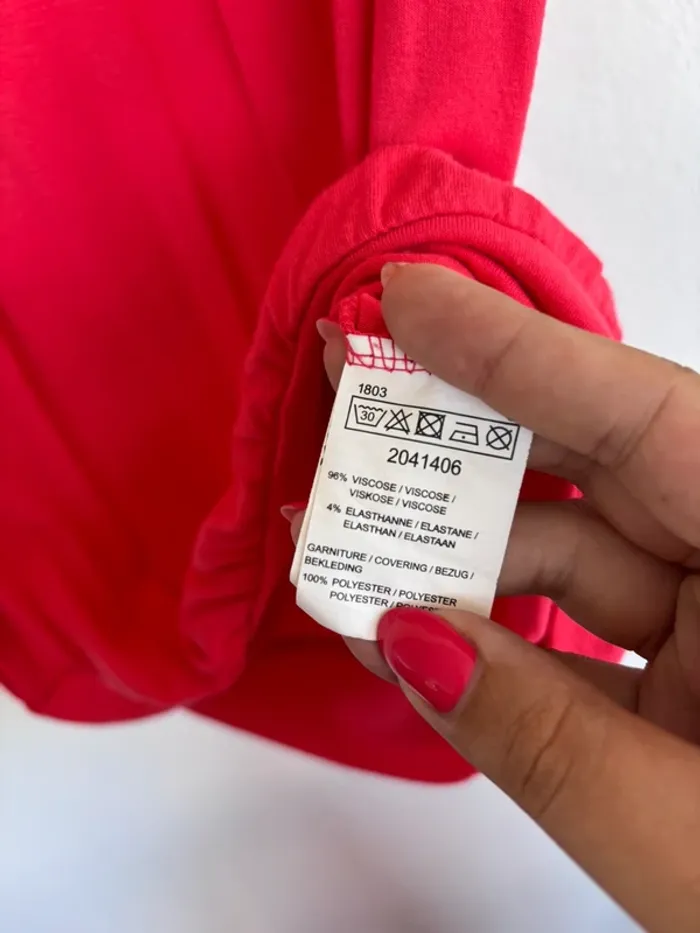 1803
30
2041406
96% VISCOSE / VISCOSE /
VISKOSE / VISCOSE
4% ELASTHANNE / ELASTANE /
ELASTHAN / ELASTAAN
GARNITURE / COVERING / BEZUG /
BEKLEDING
100% POLYESTER / POLYESTER
POLYESTER /